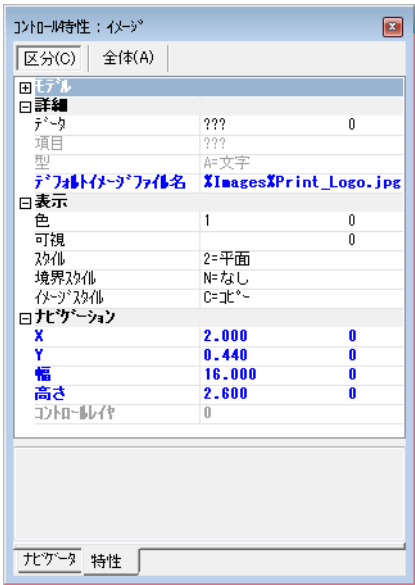 ｺﾝﾄﾛｰﾙ特性 : ｲﾒｰｼﾞ
区分(C) 全体(A)
ﾓﾃﾞﾙ
詳細
ﾃﾞｰﾀ ??? 0
項目 ???
型 A=文字
ﾃﾞﾌｫﾙﾄｲﾒｰｼﾞﾌｧｲﾙ名 %Images%Print_Logo.jpg
表示
色 1 0
可視 0
ｽﾀｲﾙ 2=平面
境界ｽﾀｲﾙ N=なし
ｲﾒｰｼﾞｽﾀｲﾙ C=ｺﾋﾟｰ
ﾅﾋﾞｹﾞｰｼｮﾝ
X 2.000 0
Y 0.440 0
幅 16.000 0
高さ 2.600 0
ｺﾝﾄﾛｰﾙﾚｲﾔ 0
ﾅﾋﾞｹﾞｰﾀ 特性